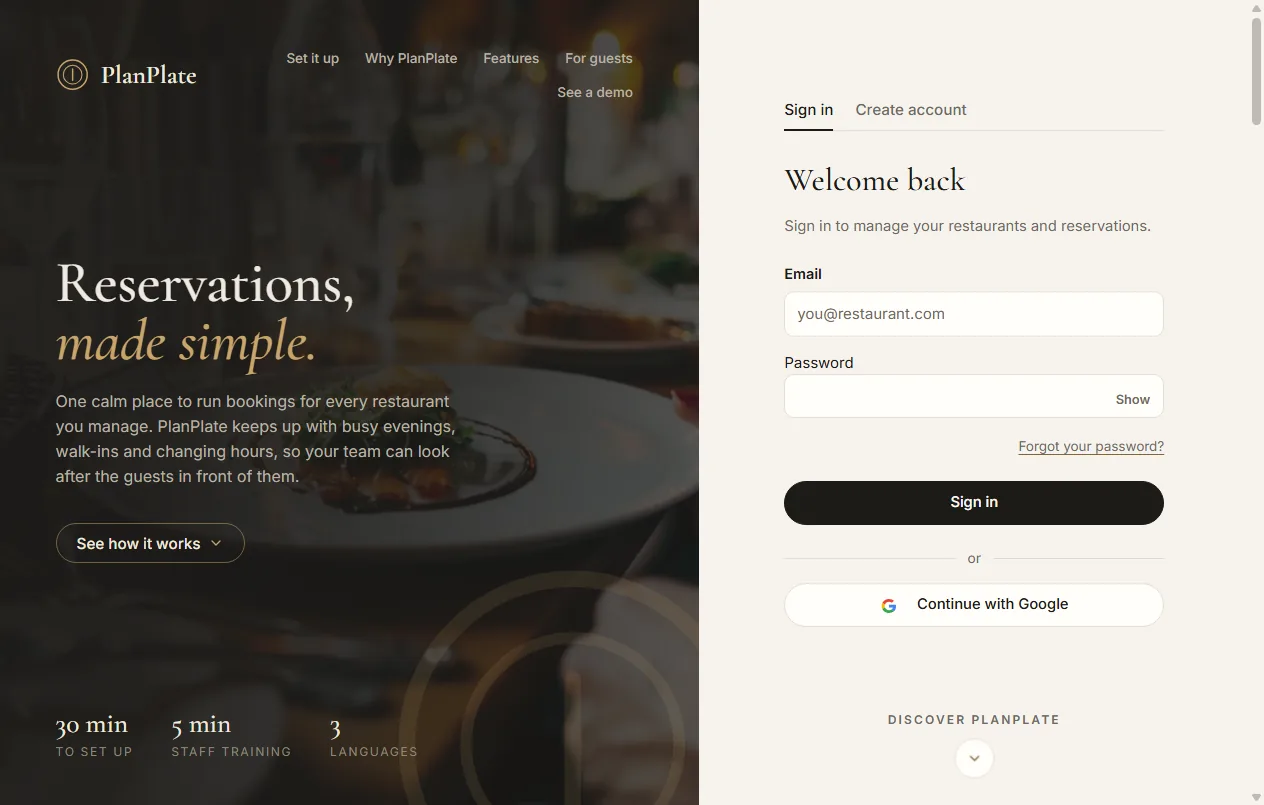 PlanPlate
Set it up
Why PlanPlate
Features
For guests
See a demo
Reservations,
made simple.
One calm place to run bookings for every restaurant
you manage. PlanPlate keeps up with busy evenings,
walk-ins and changing hours, so your team can look
after the guests in front of them.
See how it works
30 min
TO SET UP
5 min
STAFF TRAINING
3
LANGUAGES
Sign in
Create account
Welcome back
Sign in to manage your restaurants and reservations.
Email
you@restaurant.com
Password
Show
Forgot your password?
Sign in
or
Continue with Google
DISCOVER PLANPLATE